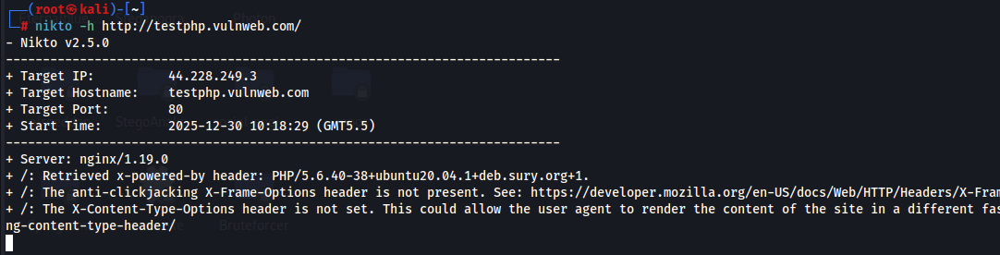 (root㉿kali)-[~]
# nikto -h http://testphp.vulnweb.com/
- Nikto v2.5.0
---------------------------------------------------------------------------
+ Target IP:          44.228.249.3
+ Target Hostname:    testphp.vulnweb.com
+ Target Port:        80
+ Start Time:         2025-12-30 10:18:29 (GMT5.5)
---------------------------------------------------------------------------
+ Server: nginx/1.19.0
+ /: Retrieved x-powered-by header: PHP/5.6.40-38+ubuntu20.04.1+deb.sury.org+1.
+ /: The anti-clickjacking X-Frame-Options header is not present. See: https://developer.mozilla.org/en-US/docs/Web/HTTP/Headers/X-Fra
+ /: The X-Content-Type-Options header is not set. This could allow the user agent to render the content of the site in a different fas
ng-content-type-header/
Bruteforcer